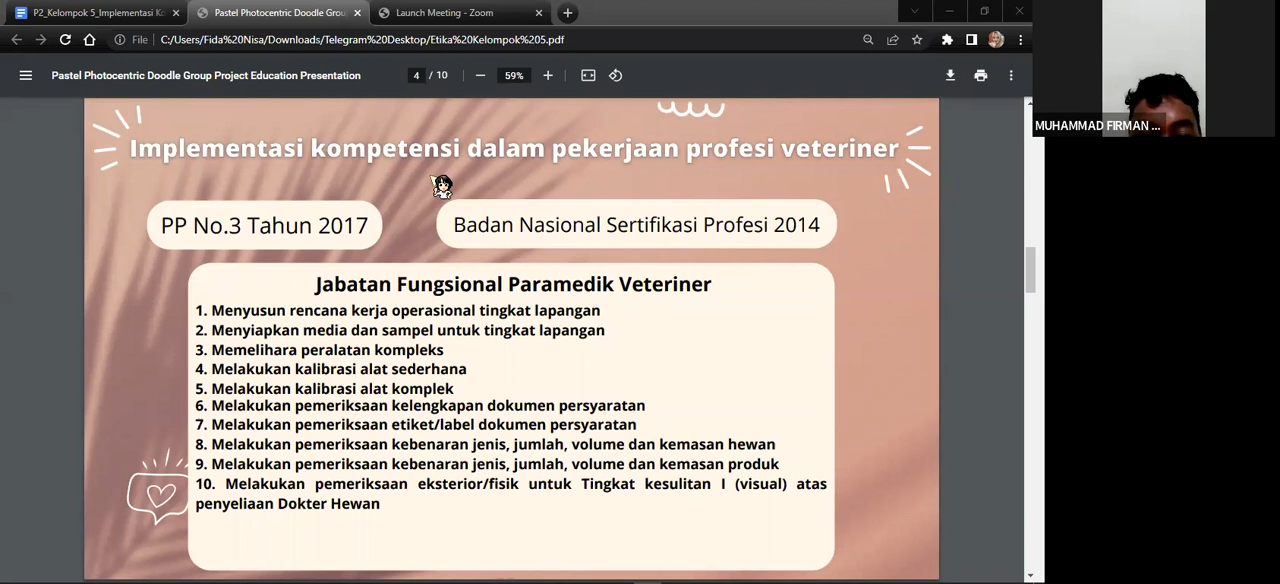 P2_Kelompok 5_Implementasi Ko
Pastel Photocentric Doodle Grou
Launch Meeting - Zoom
File
C:/Users/Fida%20Nisa/Downloads/Telegram%20Desktop/Etika%20Kelompok%205.pdf
Pastel Photocentric Doodle Group Project Education Presentation
4 / 10
59%
MUHAMMAD FIRMAN ...
Implementasi kompetensi dalam pekerjaan profesi veteriner
PP No.3 Tahun 2017
Badan Nasional Sertifikasi Profesi 2014
Jabatan Fungsional Paramedik Veteriner
1. Menyusun rencana kerja operasional tingkat lapangan
2. Menyiapkan media dan sampel untuk tingkat lapangan
3. Memelihara peralatan kompleks
4. Melakukan kalibrasi alat sederhana
5. Melakukan kalibrasi alat komplek
6. Melakukan pemeriksaan kelengkapan dokumen persyaratan
7. Melakukan pemeriksaan etiket/label dokumen persyaratan
8. Melakukan pemeriksaan kebenaran jenis, jumlah, volume dan kemasan hewan
9. Melakukan pemeriksaan kebenaran jenis, jumlah, volume dan kemasan produk
10. Melakukan pemeriksaan eksterior/fisik untuk Tingkat kesulitan I (visual) atas
penyeliaan Dokter Hewan